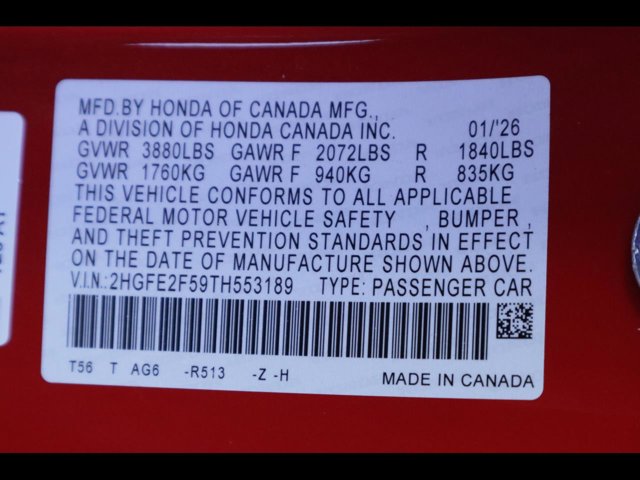 MFD.BY HONDA OF CANADA MFG.,
A DIVISION OF HONDA CANADA INC. 01/'26
GVWR 3880LBS GAWR F 2072LBS R 1840LBS
GVWR 1760KG GAWR F 940KG R 835KG
THIS VEHICLE CONFORMS TO ALL APPLICABLE
FEDERAL MOTOR VEHICLE SAFETY , BUMPER ,
AND THEFT PREVENTION STANDARDS IN EFFECT
ON THE DATE OF MANUFACTURE SHOWN ABOVE.
V.I.N.:2HGFE2F59TH553189 TYPE: PASSENGER CAR
T56 T AG6 -R513 -Z -H
MADE IN CANADA